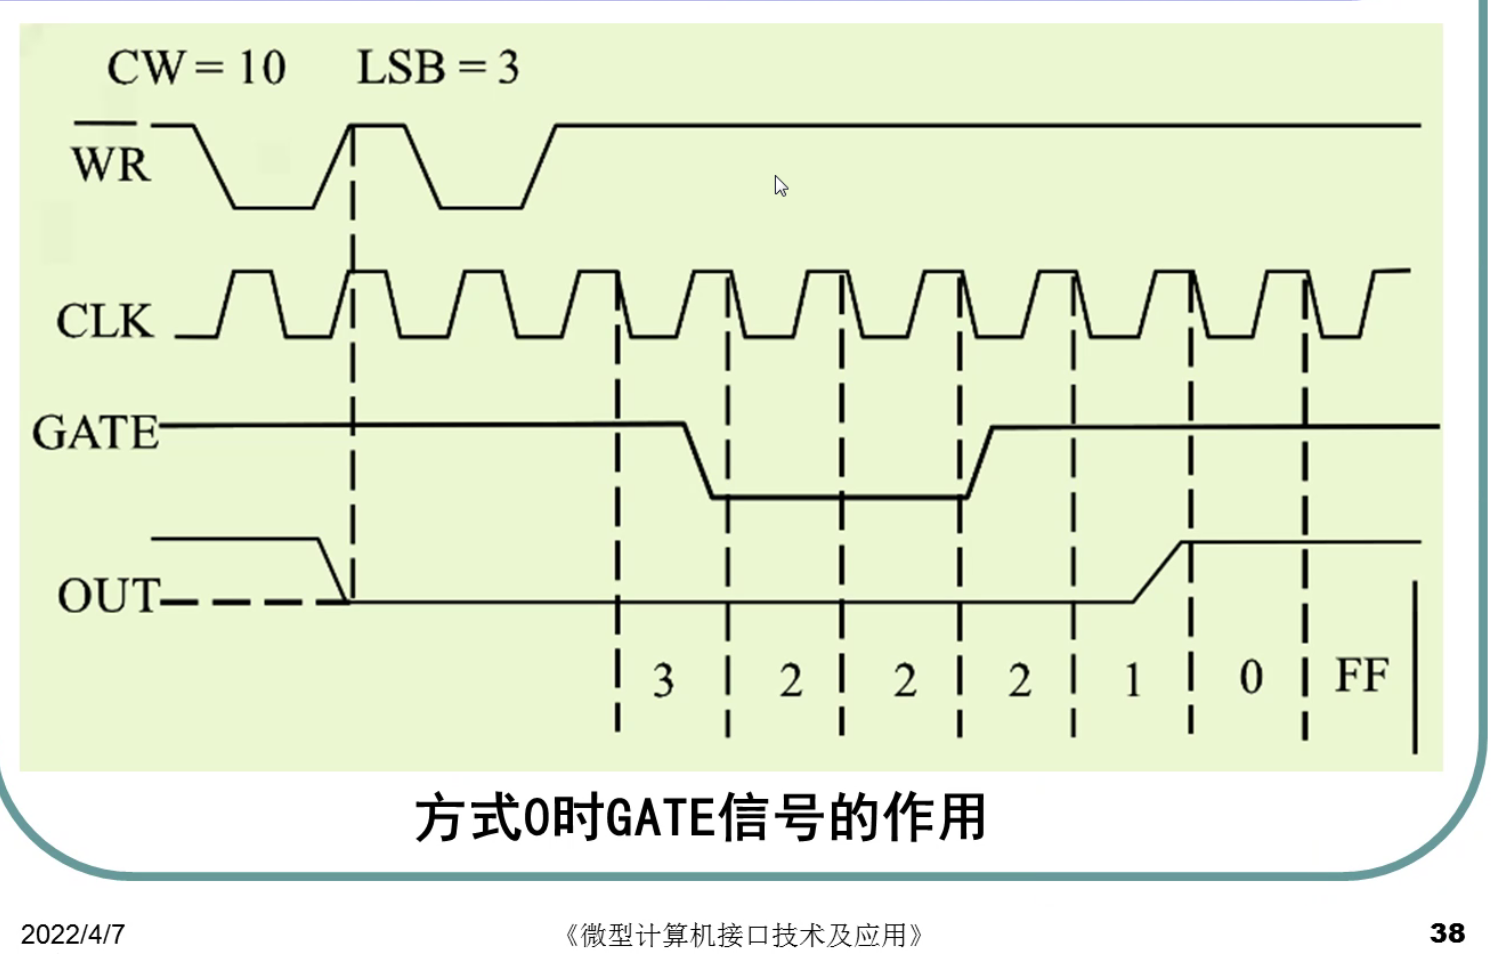 CW = 10 LSB = 3
WR
CLK
GATE
OUT
3 2 2 2 1 0 FF
方式0时GATE信号的作用
2022/4/7 《微型计算机接口技术及应用》 38